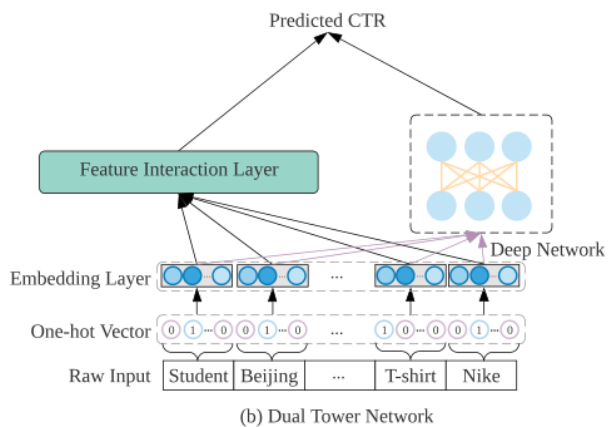 Predicted CTR
Feature Interaction Layer
Deep Network
Embedding Layer
... ... ... ... ...
One-hot Vector
0 1 ... 0 0 1 ... 0 ... 1 0 ... 0 0 1 ... 0
Raw Input Student Beijing ... T-shirt Nike
(b) Dual Tower Network